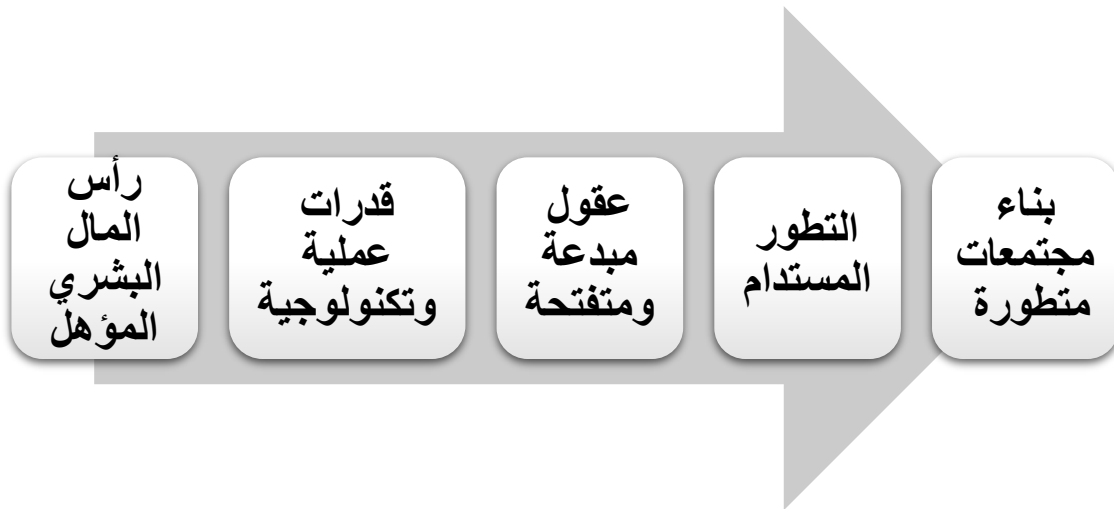 رأس
المال
البشري
المؤهل
قدرات
عملية
وتكنولوجية
عقول
مبدعة
ومتفتحة
التطور
المستدام
بناء
مجتمعات
متطورة